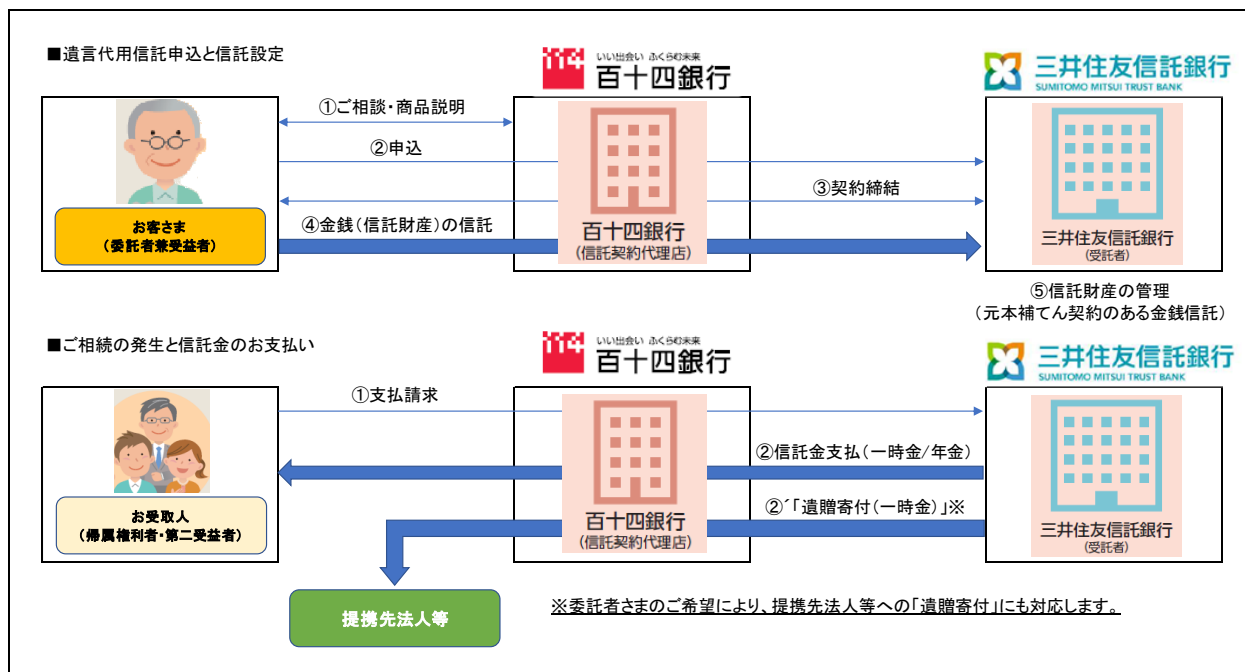 ■遺言代用信託申込と信託設定
114
いい出会い ふくらむ未来
百十四銀行
三井住友信託銀行
SUMITOMO MITSUI TRUST BANK
①ご相談・商品説明
②申込
③契約締結
④金銭(信託財産)の信託
お客さま
(委託者兼受益者)
百十四銀行
(信託契約代理店)
三井住友信託銀行
(受託者)
⑤信託財産の管理
(元本補てん契約のある金銭信託)
■ご相続の発生と信託金のお支払い
114
いい出会い ふくらむ未来
百十四銀行
三井住友信託銀行
SUMITOMO MITSUI TRUST BANK
①支払請求
②信託金支払(一時金/年金)
②´「遺贈寄付(一時金)」※
お受取人
(帰属権利者・第二受益者)
百十四銀行
(信託契約代理店)
三井住友信託銀行
(受託者)
提携先法人等
※委託者さまのご希望により、提携先法人等への「遺贈寄付」にも対応します。